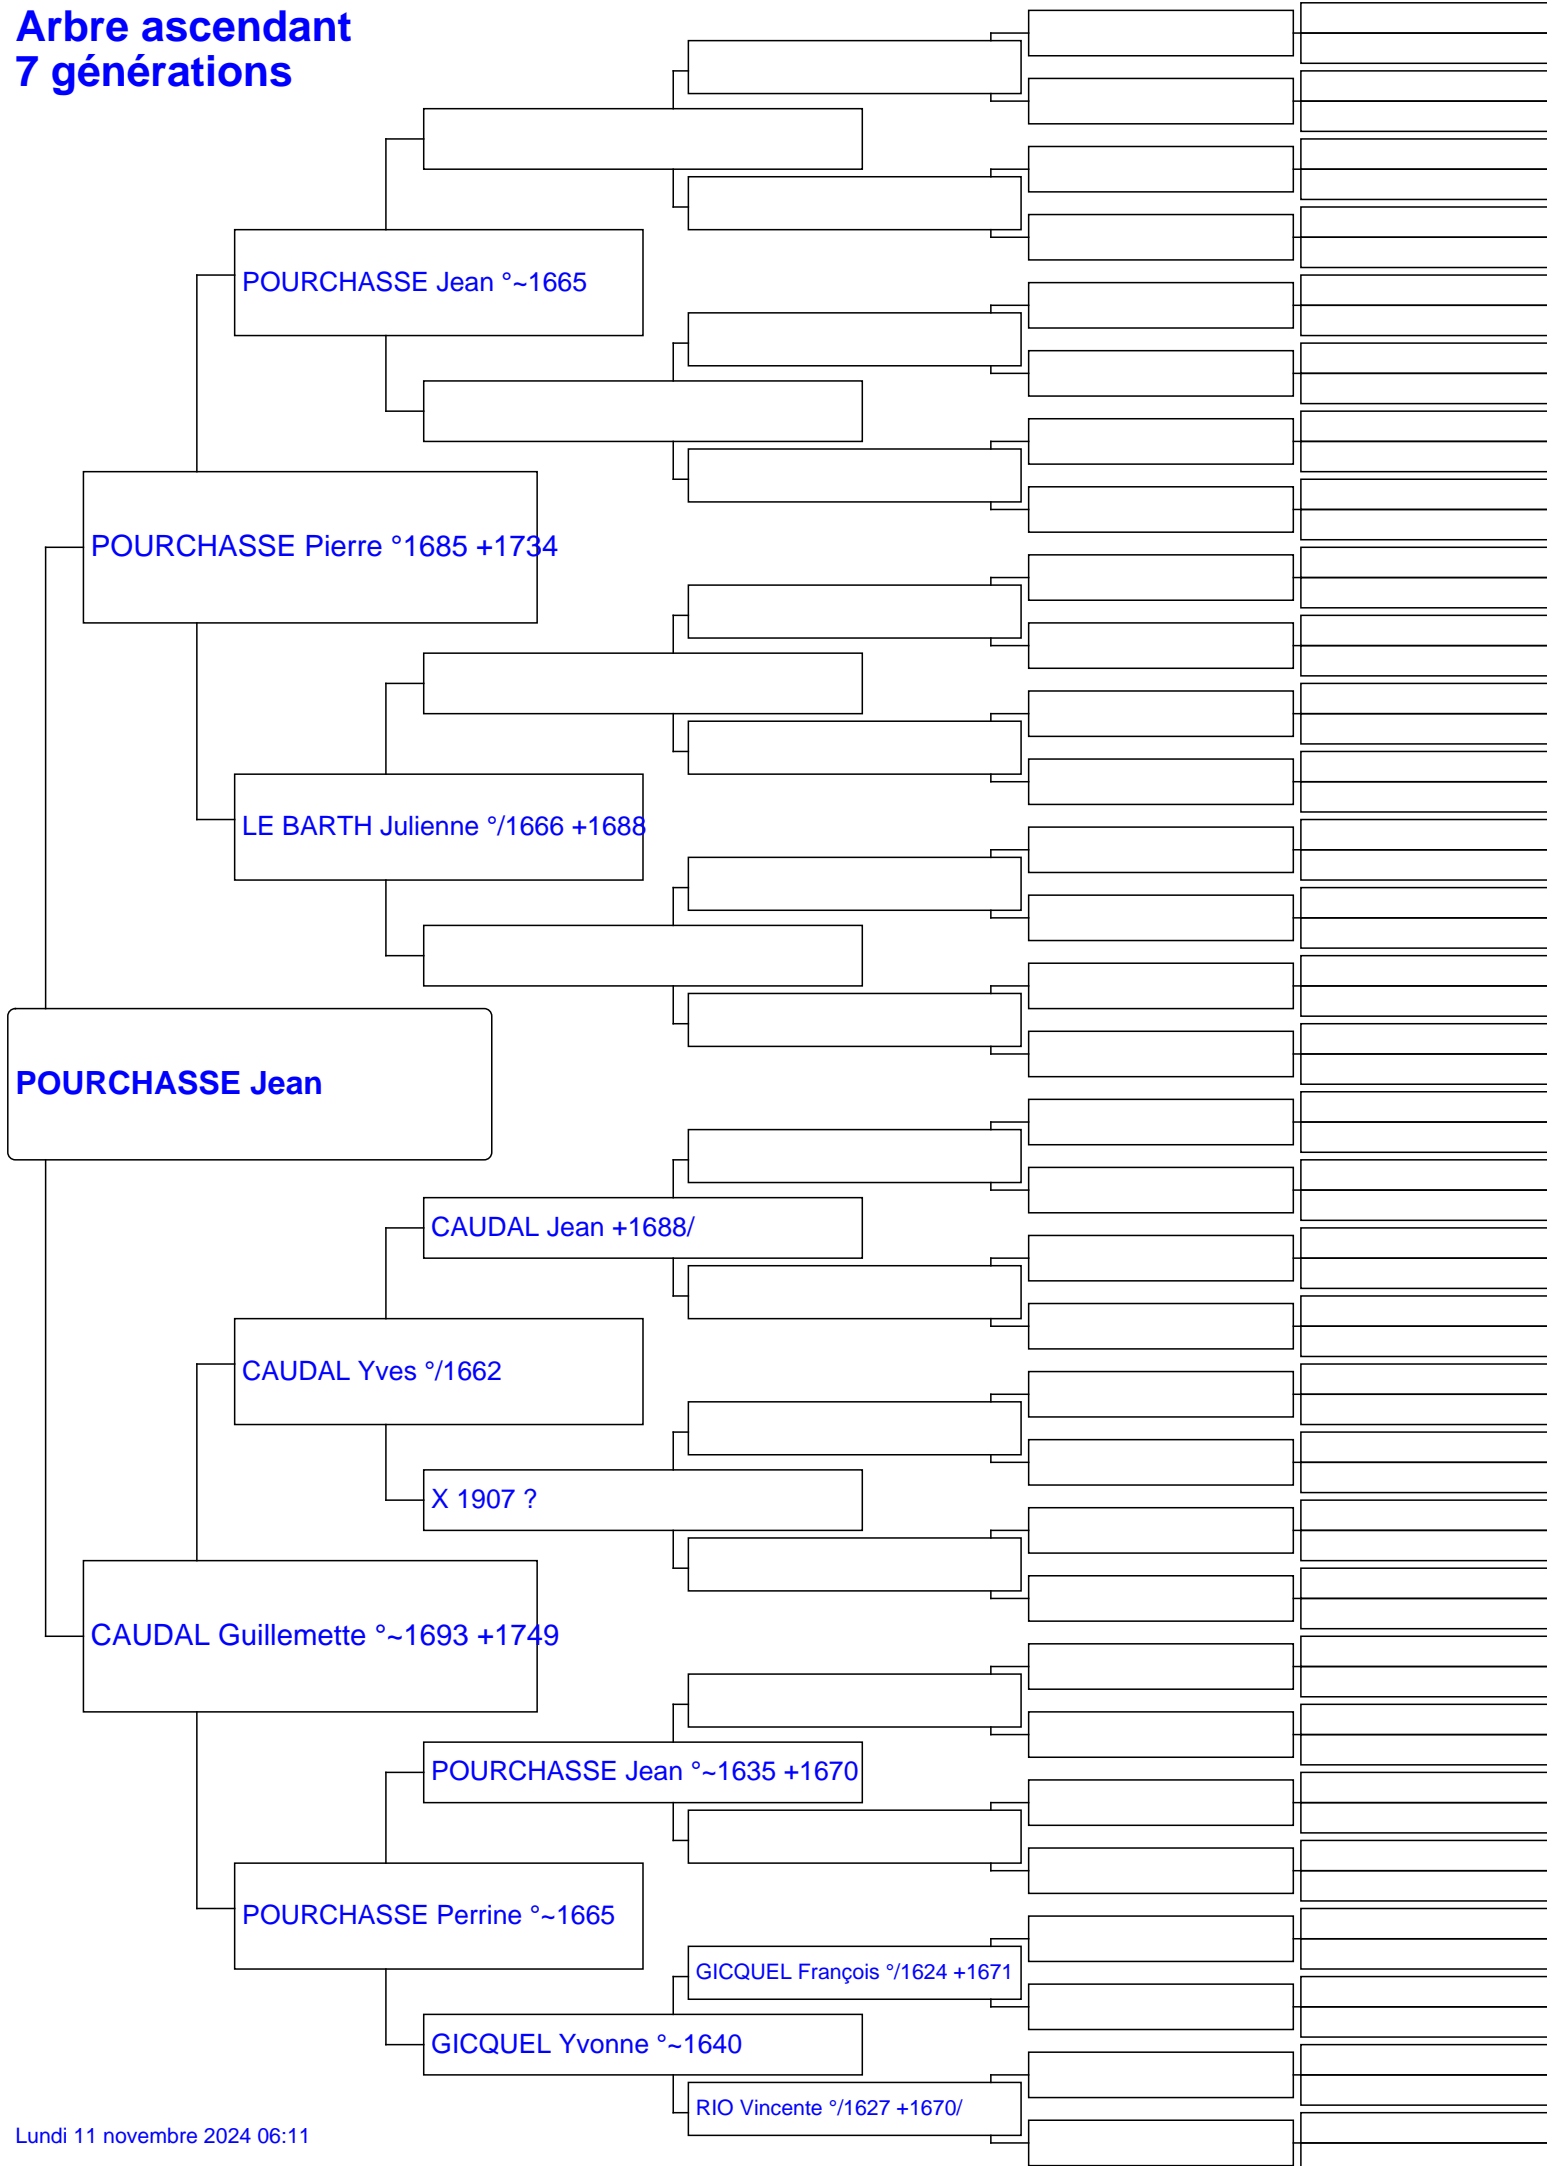 Arbre ascendant
7 générations
POURCHASSE Jean °~1665
POURCHASSE Pierre °1685 +1734
LE BARTH Julienne °/1666 +1688
POURCHASSE Jean
CAUDAL Jean +1688/
CAUDAL Yves °/1662
X 1907 ?
CAUDAL Guillemette °~1693 +1749
POURCHASSE Jean °~1635 +1670
POURCHASSE Perrine °~1665
GICQUEL François °/1624 +1671
GICQUEL Yvonne °~1640
RIO Vincente °/1627 +1670/
Lundi 11 novembre 2024 06:11